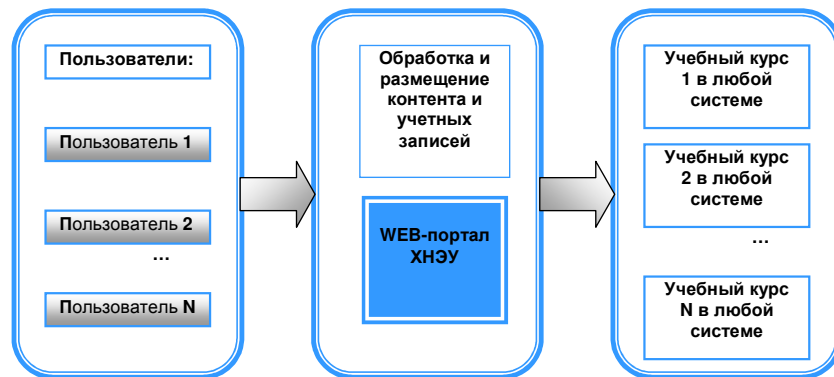 Пользователи:
Пользователь 1
Пользователь 2
...
Пользователь N
Обработка и
размещение
контента и
учетных
записей
WEB-портал
ХНЭУ
Учебный курс
1 в любой
системе
Учебный курс
2 в любой
системе
...
Учебный курс
N в любой
системе